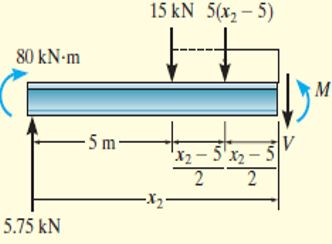 15 kN 5(x₂ – 5)
80 kN·m
M
5 m
V
x₂ – 5 x₂ – 5
2 2
x₂
5.75 kN